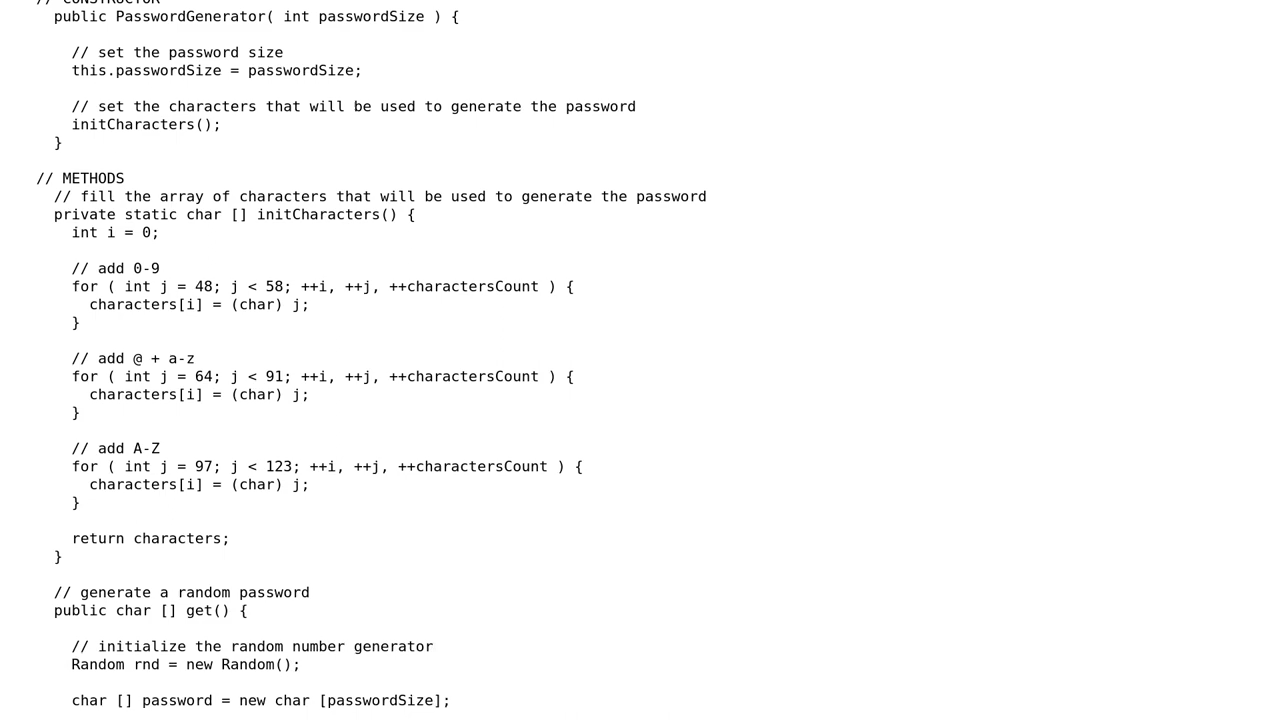 // CONSTRUCTOR
public PasswordGenerator( int passwordSize ) {
// set the password size
this.passwordSize = passwordSize;
// set the characters that will be used to generate the password
initCharacters();
}
// METHODS
// fill the array of characters that will be used to generate the password
private static char [] initCharacters() {
int i = 0;
// add 0-9
for ( int j = 48; j < 58; ++i, ++j, ++charactersCount ) {
characters[i] = (char) j;
}
// add @ + a-z
for ( int j = 64; j < 91; ++i, ++j, ++charactersCount ) {
characters[i] = (char) j;
}
// add A-Z
for ( int j = 97; j < 123; ++i, ++j, ++charactersCount ) {
characters[i] = (char) j;
}
return characters;
}
// generate a random password
public char [] get() {
// initialize the random number generator
Random rnd = new Random();
char [] password = new char [passwordSize];